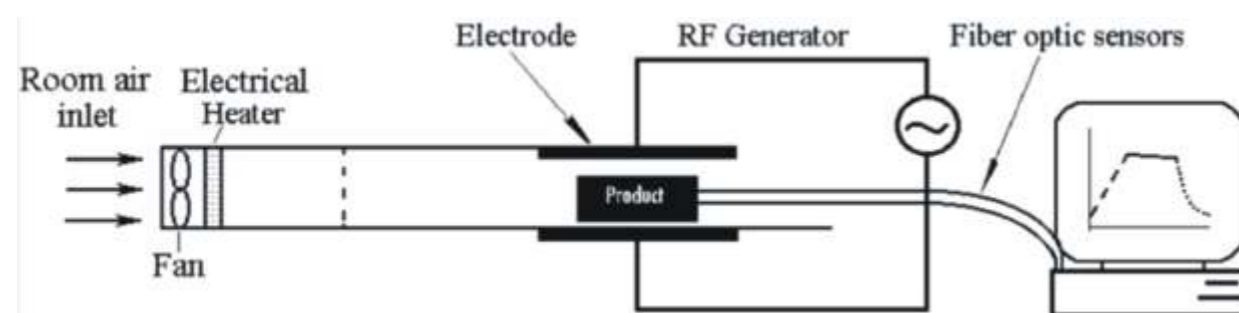 Electrode
RF Generator
Fiber optic sensors
Room air
inlet
Electrical
Heater
Product
Fan